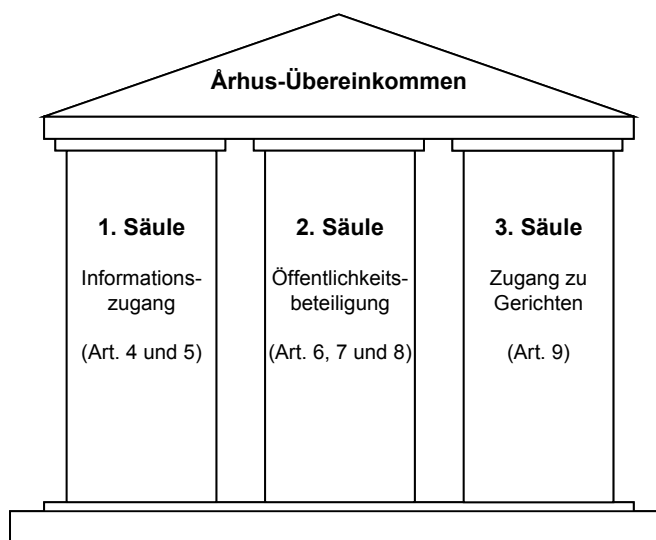 Århus-Übereinkommen
1. Säule
Informations-
zugang
(Art. 4 und 5)
2. Säule
Öffentlichkeits-
beteiligung
(Art. 6, 7 und 8)
3. Säule
Zugang zu
Gerichten
(Art. 9)